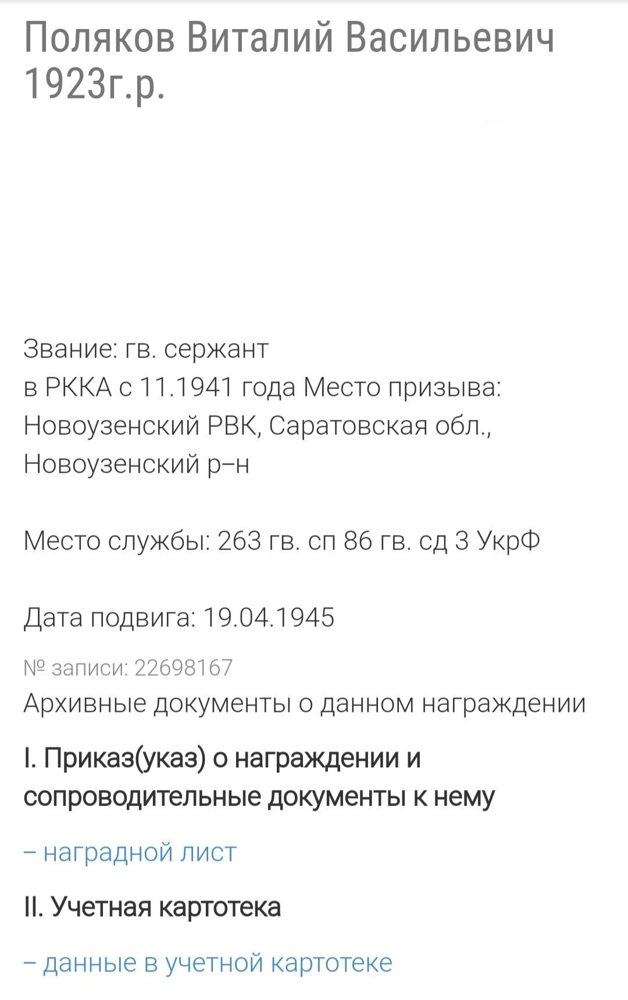 Поляков Виталий Васильевич
1923г.р.
Звание: гв. сержант
в РККА с 11.1941 года Место призыва:
Новоузенский РВК, Саратовская обл.,
Новоузенский р–н
Место службы: 263 гв. сп 86 гв. сд 3 УкрФ
Дата подвига: 19.04.1945
№ записи: 22698167
Архивные документы о данном награждении
I. Приказ(указ) о награждении и
сопроводительные документы к нему
– наградной лист
II. Учетная картотека
– данные в учетной картотеке